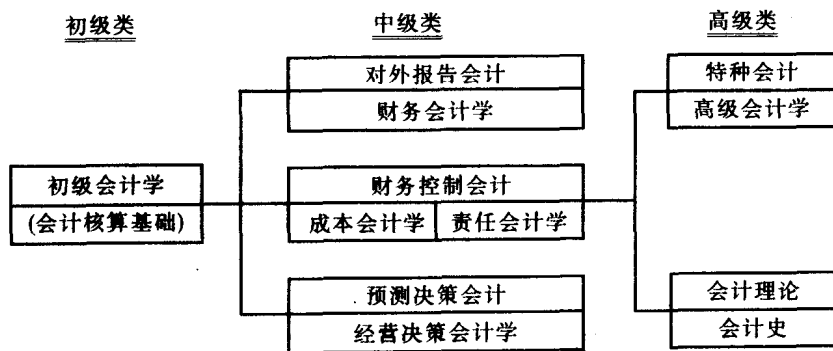 初级类
中级类
高级类
对外报告会计
财务会计学
特种会计
高级会计学
初级会计学
(会计核算基础)
财务控制会计
成本会计学 责任会计学
预测决策会计
经营决策会计学
会计理论
会计史